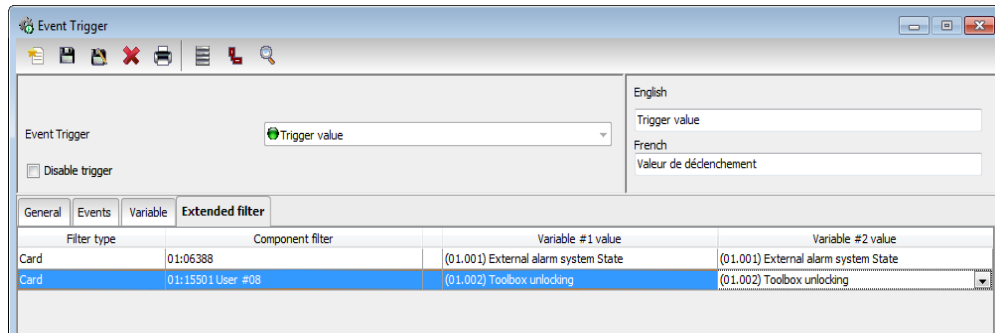 Event Trigger
English
Trigger value
Event Trigger Trigger value
French
Valeur de déclenchement
Disable trigger
General Events Variable Extended filter
Filter type Component filter Variable #1 value Variable #2 value
Card 01:06388 (01.001) External alarm system State (01.001) External alarm system State
Card 01:15501 User #08 (01.002) Toolbox unlocking (01.002) Toolbox unlocking